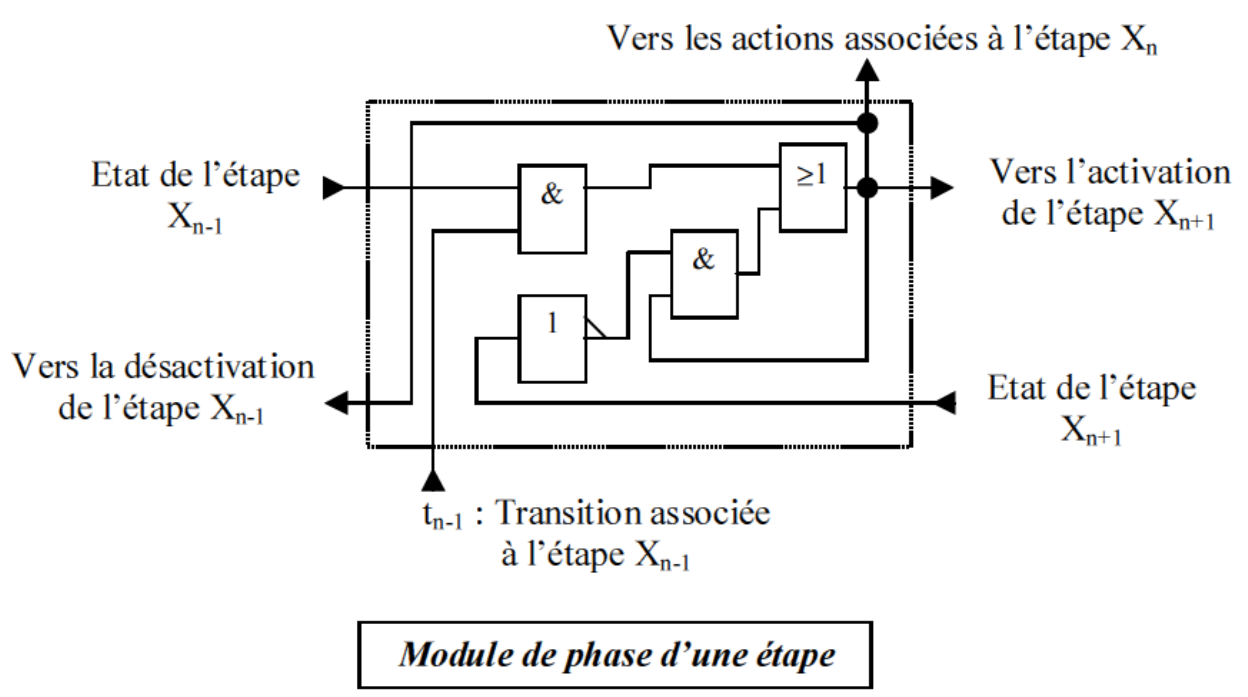 Vers les actions associées à l’étape Xn
Etat de l’étape
Xn-1
&
≥1
Vers l’activation
de l’étape Xn+1
&
1
Vers la désactivation
de l’étape Xn-1
Etat de l’étape
Xn+1
tn-1 : Transition associée
à l’étape Xn-1
Module de phase d’une étape